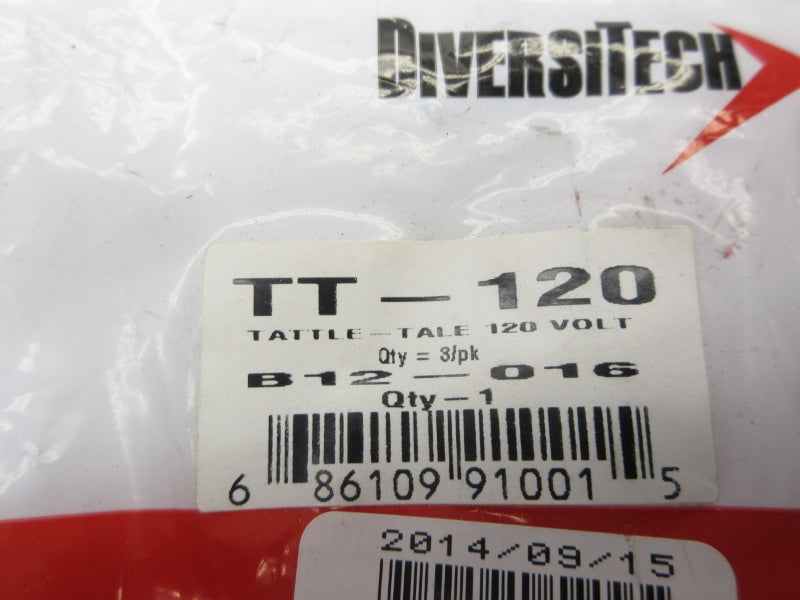 DIVERSITECH
TT-120
TATTLE-TALE 120 VOLT
Qty = 3/pk
B12-016
Qty-1
6 86109 91001 5
2014/09/15